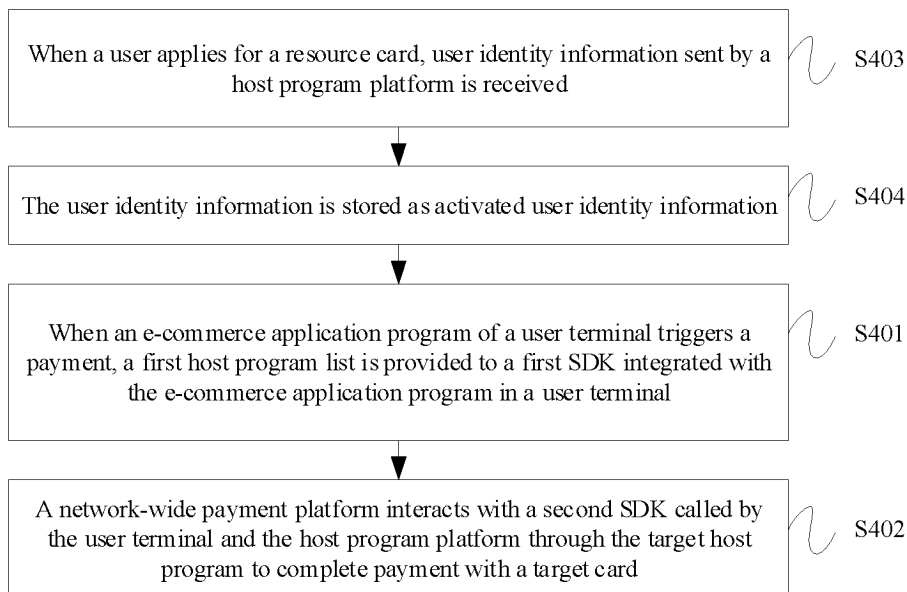 When a user applies for a resource card, user identity information sent by a
host program platform is received
S403
The user identity information is stored as activated user identity information
S404
When an e-commerce application program of a user terminal triggers a
payment, a first host program list is provided to a first SDK integrated with
the e-commerce application program in a user terminal
S401
A network-wide payment platform interacts with a second SDK called by
the user terminal and the host program platform through the target host
program to complete payment with a target card
S402